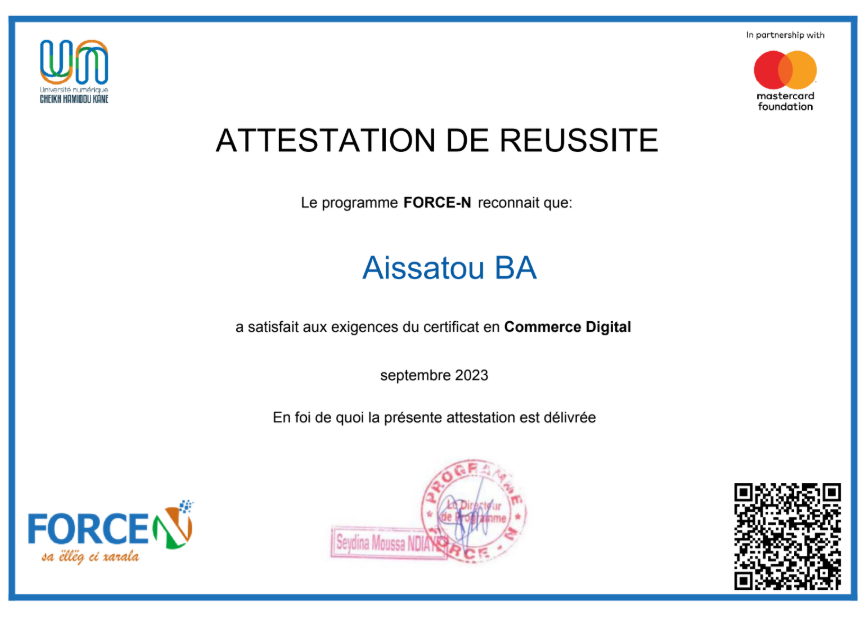 Université numérique
CHEIKH HAMIDOU KANE
In partnership with
mastercard
foundation
ATTESTATION DE REUSSITE
Le programme FORCE-N reconnait que:
Aissatou BA
a satisfait aux exigences du certificat en Commerce Digital
septembre 2023
En foi de quoi la présente attestation est délivrée
FORCE N
sa ëllëg ci xarala
PROGRAMME
Le Directeur
de Programme
Seydina Moussa NDIAYE
FORCE - N